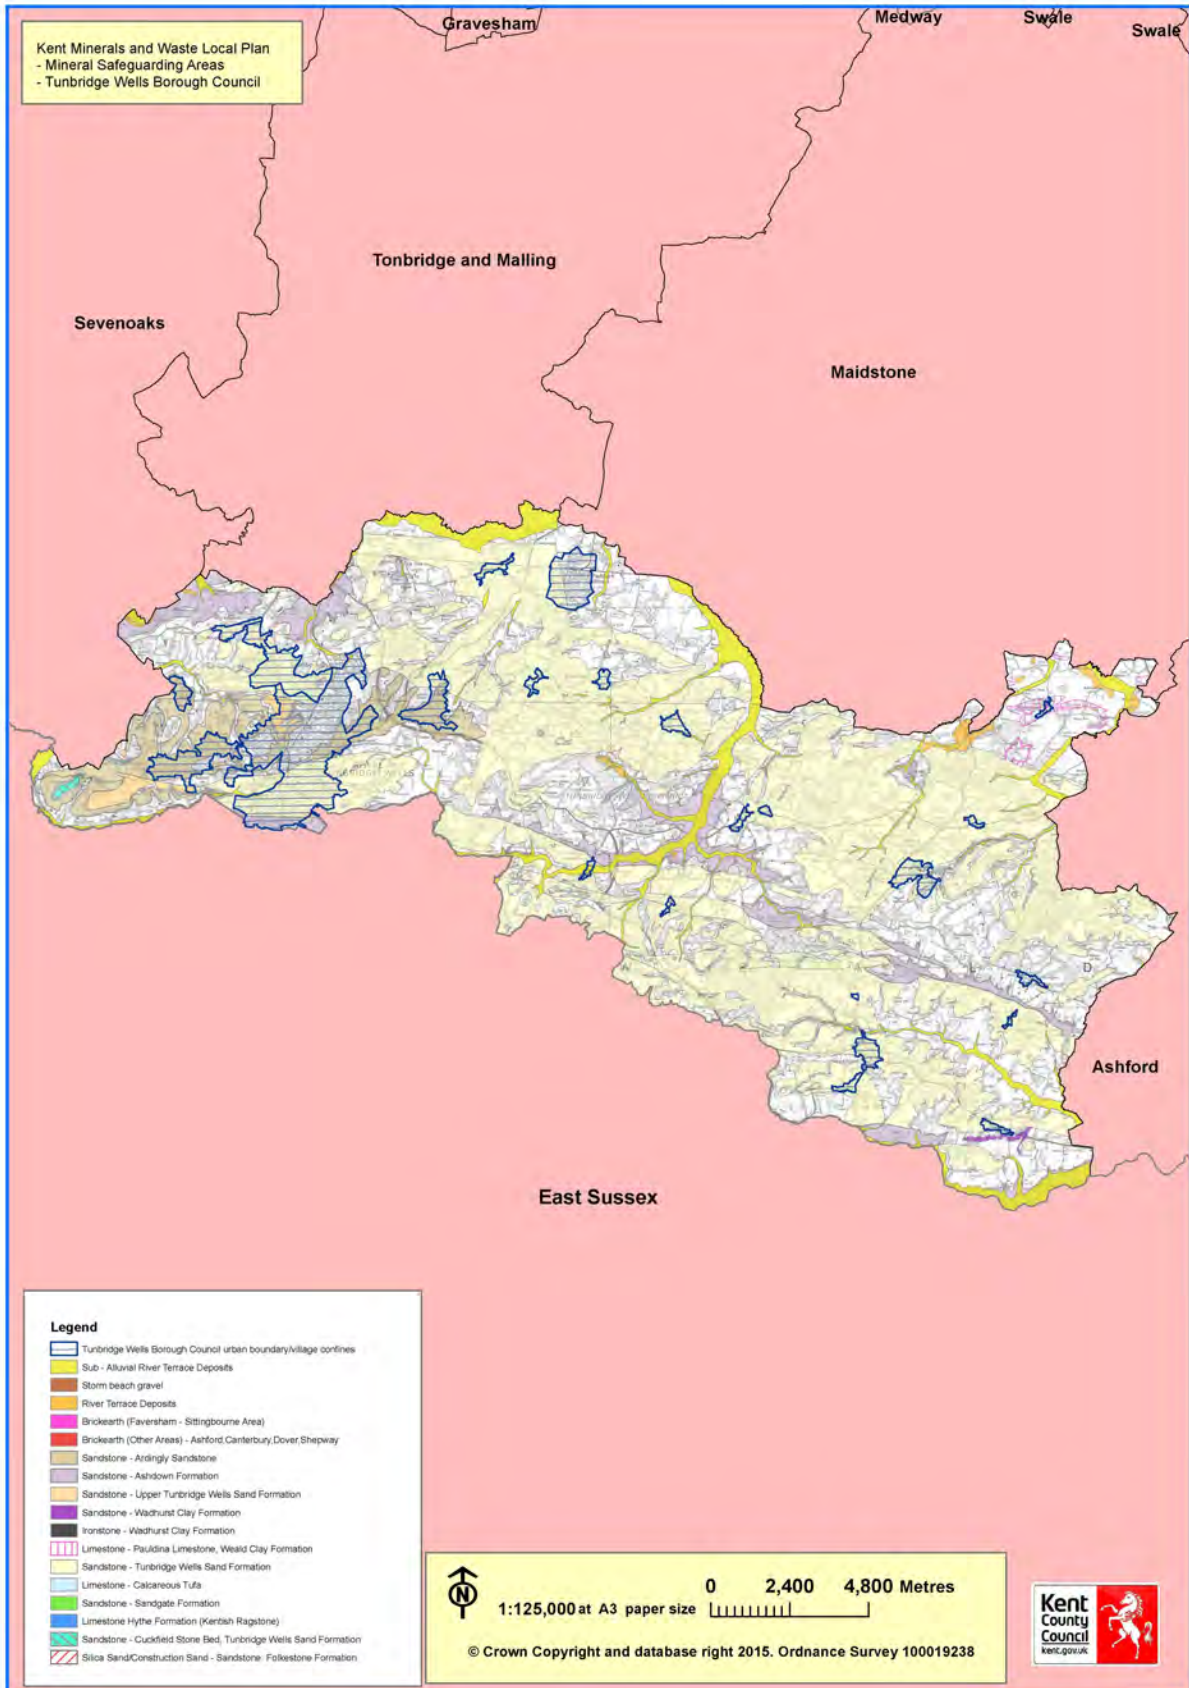 Gravesham
Medway
Swale
Swale
Kent Minerals and Waste Local Plan
- Mineral Safeguarding Areas
- Tunbridge Wells Borough Council
Tonbridge and Malling
Sevenoaks
Maidstone
D
Ashford
East Sussex
Legend
Tunbridge Wells Borough Council urban boundary/village confines
Sub - Alluvial River Terrace Deposits
Storm beach gravel
River Terrace Deposits
Brickearth (Faversham - Sittingbourne Area)
Brickearth (Other Areas) - Ashford,Canterbury,Dover,Shepway
Sandstone - Ardingly Sandstone
Sandstone - Ashdown Formation
Sandstone - Upper Tunbridge Wells Sand Formation
Sandstone - Wadhurst Clay Formation
Ironstone - Wadhurst Clay Formation
Limestone - Pauldina Limestone, Weald Clay Formation
Sandstone - Tunbridge Wells Sand Formation
Limestone - Calcareous Tufa
Sandstone - Sandgate Formation
Limestone Hythe Formation (Kentish Ragstone)
Sandstone - Cuckfield Stone Bed, Tunbridge Wells Sand Formation
Silica Sand/Construction Sand - Sandstone: Folkestone Formation
N
0 2,400 4,800 Metres
1:125,000 at A3 paper size
© Crown Copyright and database right 2015. Ordnance Survey 100019238
Kent
County
Council
kent.gov.uk